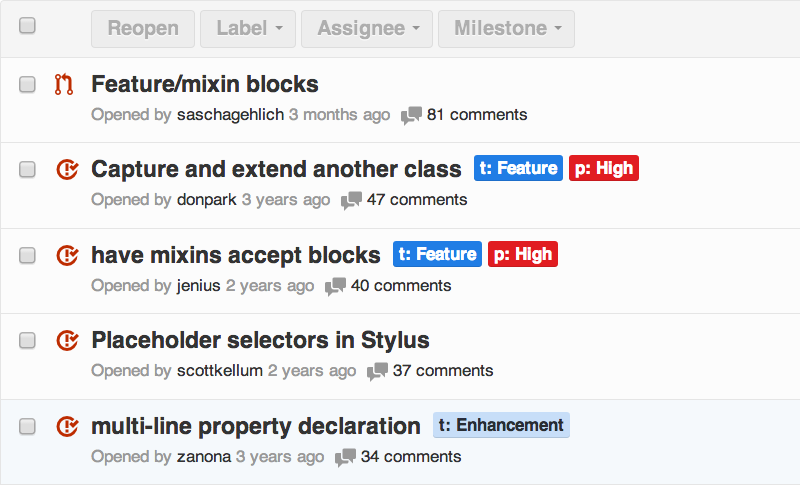 Reopen Label Assignee Milestone
Feature/mixin blocks
Opened by saschagehlich 3 months ago 81 comments
Capture and extend another class t: Feature p: High
Opened by donpark 3 years ago 47 comments
have mixins accept blocks t: Feature p: High
Opened by jenius 2 years ago 40 comments
Placeholder selectors in Stylus
Opened by scottkellum 2 years ago 37 comments
multi-line property declaration t: Enhancement
Opened by zanona 3 years ago 34 comments